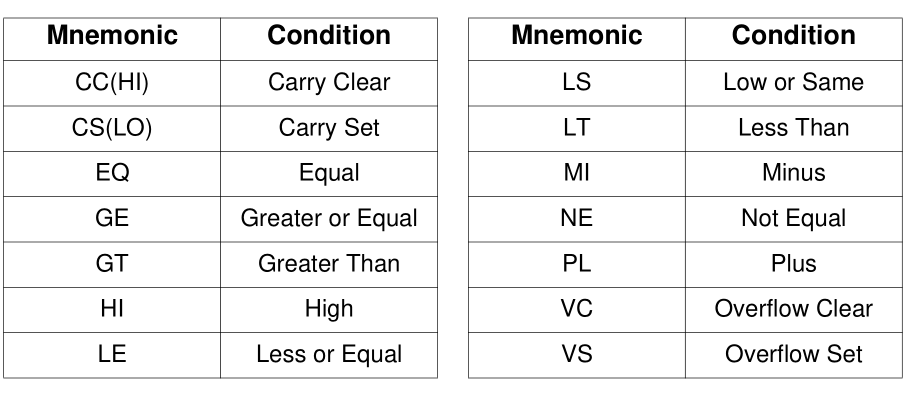 Mnemonic Condition
CC(HI) Carry Clear
CS(LO) Carry Set
EQ Equal
GE Greater or Equal
GT Greater Than
HI High
LE Less or Equal
Mnemonic Condition
LS Low or Same
LT Less Than
MI Minus
NE Not Equal
PL Plus
VC Overflow Clear
VS Overflow Set